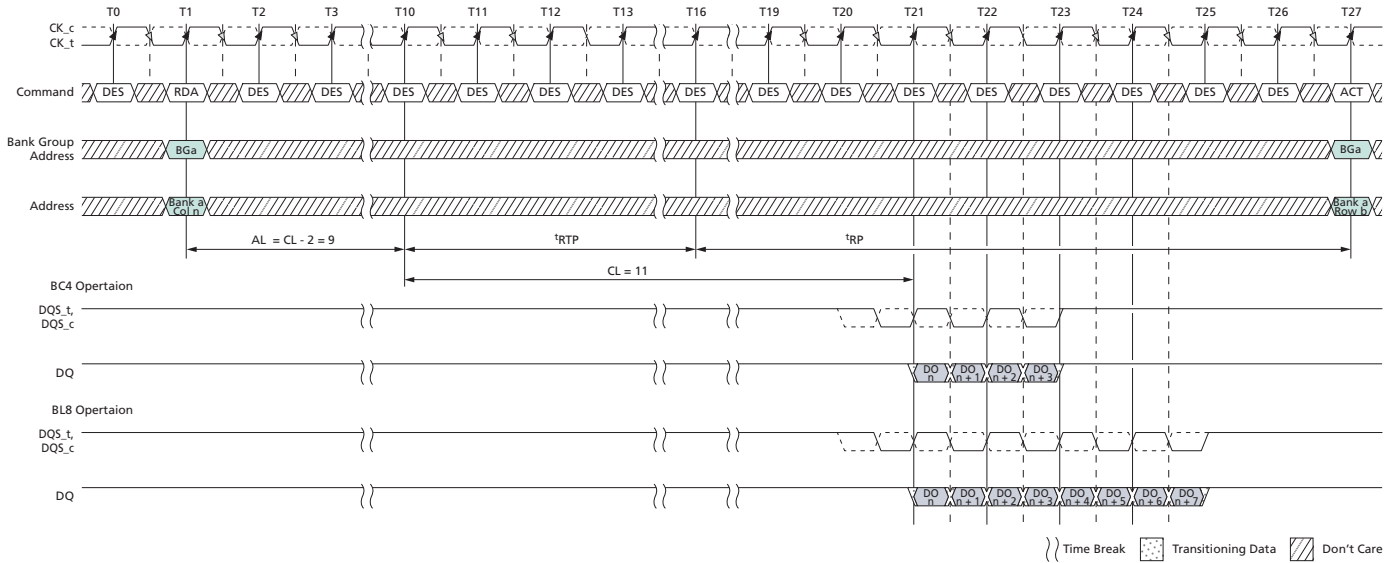 T0 T1 T2 T3 T10 T11 T12 T13 T16 T19 T20 T21 T22 T23 T24 T25 T26 T27
CK_c
CK_t
Command DES RDA DES DES DES DES DES DES DES DES DES DES DES DES DES DES DES ACT
Bank Group
Address
BGa BGa
Address
Bank a
Col n
Bank a
Row b
AL = CL - 2 = 9 tRTP tRP
CL = 11
BC4 Opertaion
DQS_t,
DQS_c
DQ
DO
n
DO
n + 1
DO
n + 2
DO
n + 3
BL8 Opertaion
DQS_t,
DQS_c
DQ
DO
n
DO
n + 1
DO
n + 2
DO
n + 3
DO
n + 4
DO
n + 5
DO
n + 6
DO
n + 7
Time Break Transitioning Data Don't Care